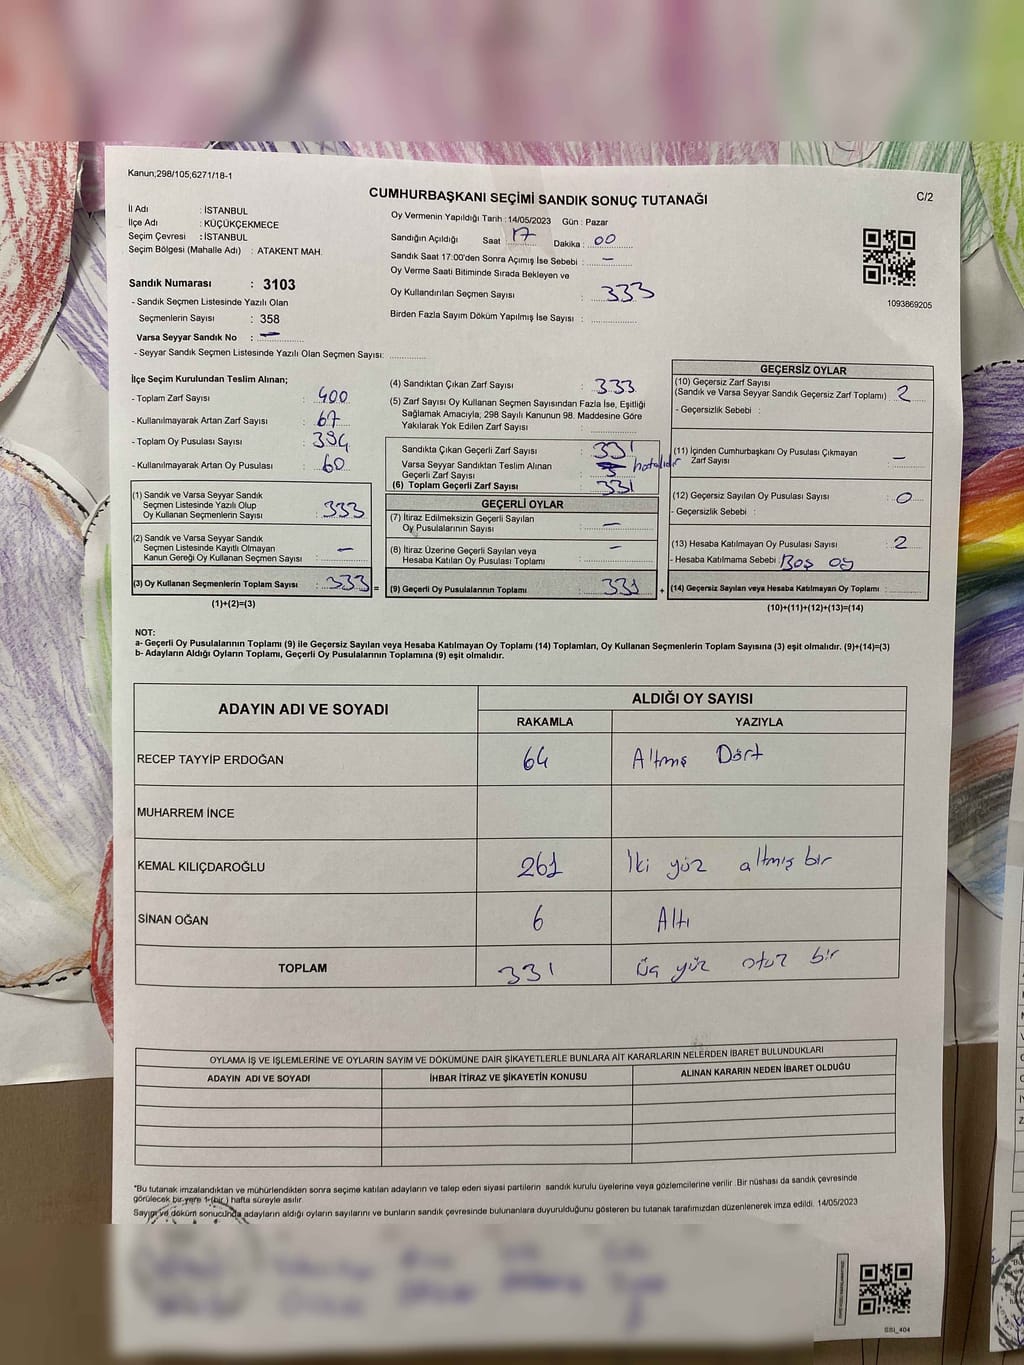 Kanun;298/105;6271/18-1
CUMHURBAŞKANI SEÇİMİ SANDIK SONUÇ TUTANAĞI
C/2
İl Adı : İSTANBUL
İlçe Adı : KÜÇÜKÇEKMECE
Seçim Çevresi : İSTANBUL
Seçim Bölgesi (Mahalle Adı) : ATAKENT MAH.
Oy Vermenin Yapıldığı Tarih : 14/05/2023 Gün : Pazar
Sandığın Açıldığı Saat 17 Dakika : 00
Sandık Saat 17:00'den Sonra Açımış İse Sebebi : –
Oy Verme Saati Bitiminde Sırada Bekleyen ve
Oy Kullandırılan Seçmen Sayısı : 333
Birden Fazla Sayım Döküm Yapılmış İse Sayısı :
1093869205
Sandık Numarası : 3103
- Sandık Seçmen Listesinde Yazılı Olan
Seçmenlerin Sayısı : 358
Varsa Seyyar Sandık No : –
- Seyyar Sandık Seçmen Listesinde Yazılı Olan Seçmen Sayısı:
İlçe Seçim Kurulundan Teslim Alınan;
- Toplam Zarf Sayısı : 400
- Kullanılmayarak Artan Zarf Sayısı : 67
- Toplam Oy Pusulası Sayısı : 394
- Kullanılmayarak Artan Oy Pusulası : 60
(1) Sandık ve Varsa Seyyar Sandık
Seçmen Listesinde Yazılı Olup
Oy Kullanan Seçmenlerin Sayısı : 333
(2) Sandık ve Varsa Seyyar Sandık
Seçmen Listesinde Kayıtlı Olmayan
Kanun Gereği Oy Kullanan Seçmen Sayısı : –
(3) Oy Kullanan Seçmenlerin Toplam Sayısı : 333 =
(1)+(2)=(3)
(4) Sandıktan Çıkan Zarf Sayısı : 333
(5) Zarf Sayısı Oy Kullanan Seçmen Sayısından Fazla İse, Eşitliği
Sağlamak Amacıyla; 298 Sayılı Kanunun 98. Maddesine Göre
Yakılarak Yok Edilen Zarf Sayısı :
Sandıkta Çıkan Geçerli Zarf Sayısı : 331
Varsa Seyyar Sandıktan Teslim Alınan
Geçerli Zarf Sayısı : hatalıdır
(6) Toplam Geçerli Zarf Sayısı : 331
GEÇERLİ OYLAR
(7) İtiraz Edilmeksizin Geçerli Sayılan
Oy Pusulalarının Sayısı : –
(8) İtiraz Üzerine Geçerli Sayılan veya
Hesaba Katılan Oy Pusulası Toplamı : –
(9) Geçerli Oy Pusulalarının Toplamı : 331 +
GEÇERSİZ OYLAR
(10) Geçersiz Zarf Sayısı
(Sandık ve Varsa Seyyar Sandık Geçersiz Zarf Toplamı) : 2
- Geçersizlik Sebebi :
(11) İçinden Cumhurbaşkanı Oy Pusulası Çıkmayan
Zarf Sayısı : –
(12) Geçersiz Sayılan Oy Pusulası Sayısı : 0
- Geçersizlik Sebebi :
(13) Hesaba Katılmayan Oy Pusulası Sayısı : 2
- Hesaba Katılmama Sebebi : Boş oy
(14) Geçersiz Sayılan veya Hesaba Katılmayan Oy Toplamı :
(10)+(11)+(12)+(13)=(14)
NOT:
a- Geçerli Oy Pusulalarının Toplamı (9) ile Geçersiz Sayılan veya Hesaba Katılmayan Oy Toplamı (14) Toplamları, Oy Kullanan Seçmenlerin Toplam Sayısına (3) eşit olmalıdır. (9)+(14)=(3)
b- Adayların Aldığı Oyların Toplamı, Geçerli Oy Pusulalarının Toplamına (9) eşit olmalıdır.
ADAYIN ADI VE SOYADI
ALDIĞI OY SAYISI
RAKAMLA YAZIYLA
RECEP TAYYİP ERDOĞAN 64 Altmış Dört
MUHARREM İNCE
KEMAL KILIÇDAROĞLU 261 İki yüz altmış bir
SİNAN OĞAN 6 Altı
TOPLAM 331 üç yüz otuz bir
OYLAMA İŞ VE İŞLEMLERİNE VE OYLARIN SAYIM VE DÖKÜMÜNE DAİR ŞİKAYETLERLE BUNLARA AİT KARARLARIN NELERDEN İBARET BULUNDUKLARI
ADAYIN ADI VE SOYADI İHBAR İTİRAZ VE ŞİKAYETİN KONUSU ALINAN KARARIN NEDEN İBARET OLDUĞU
*Bu tutanak imzalandıktan ve mühürlendikten sonra seçime katılan adayların ve talep eden siyasi partilerin sandık kurulu üyelerine veya gözlemcilerine verilir. Bir nüshası da sandık çevresinde
görülecek bir yere 1 (bir) hafta süreyle asılır.
Sayım ve döküm sonucunda adayların aldığı oyların sayılarını ve bunların sandık çevresinde bulunanlara duyurulduğunu gösteren bu tutanak tarafımızdan düzenlenerek imza edildi. 14/05/2023
SSI_404